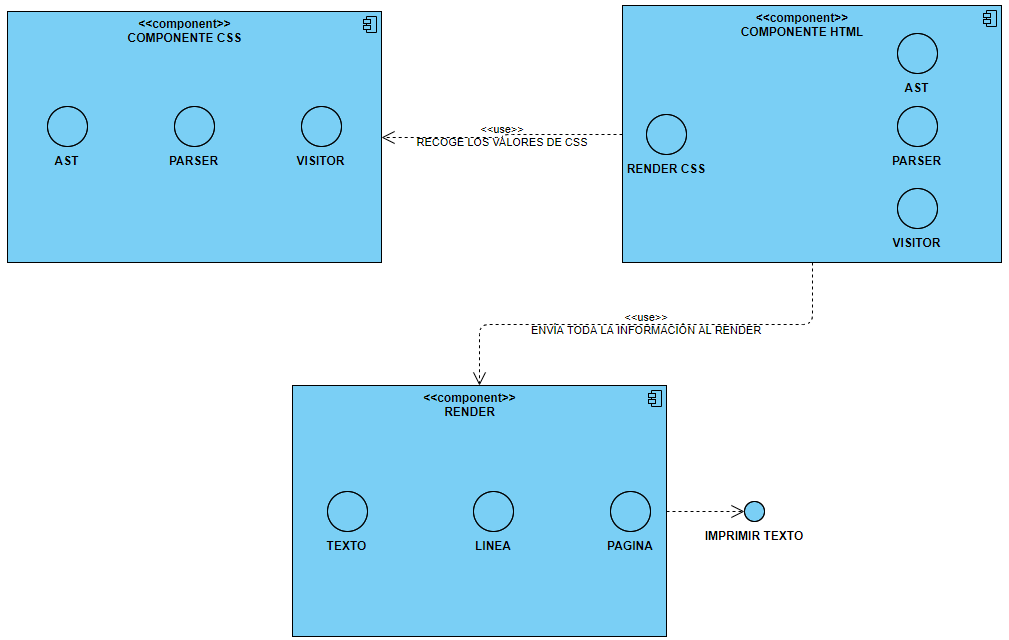 <<component>>
COMPONENTE CSS
AST
PARSER
VISITOR
<<use>>
RECOGE LOS VALORES DE CSS
<<component>>
COMPONENTE HTML
RENDER CSS
AST
PARSER
VISITOR
<<use>>
ENVÍA TODA LA INFORMACIÓN AL RENDER
<<component>>
RENDER
TEXTO
LINEA
PAGINA
IMPRIMIR TEXTO